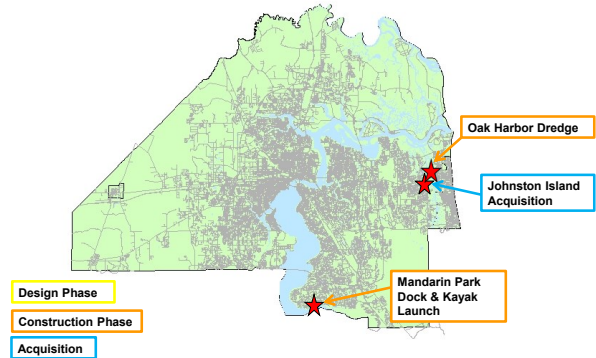 Oak Harbor Dredge
Johnston Island
Acquisition
Mandarin Park
Dock & Kayak
Launch
Design Phase
Construction Phase
Acquisition